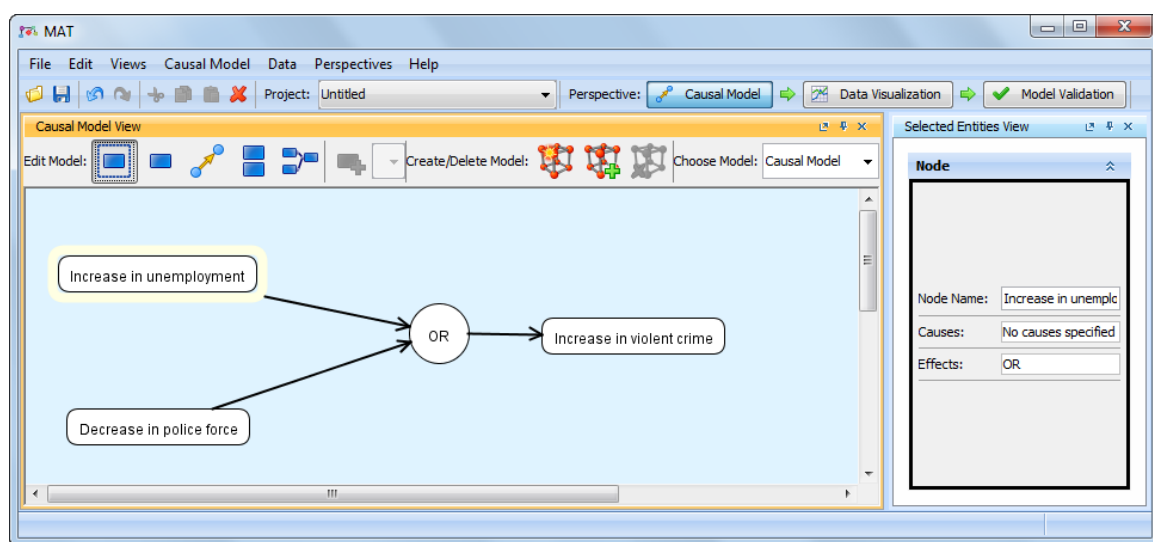 MAT
File Edit Views Causal Model Data Perspectives Help
Project: Untitled Perspective: Causal Model Data Visualization Model Validation
Causal Model View
Selected Entities View
Edit Model: Create/Delete Model: Choose Model: Causal Model
Node
Increase in unemployment
Node Name: Increase in unemplc
OR
Increase in violent crime
Causes: No causes specified
Effects: OR
Decrease in police force